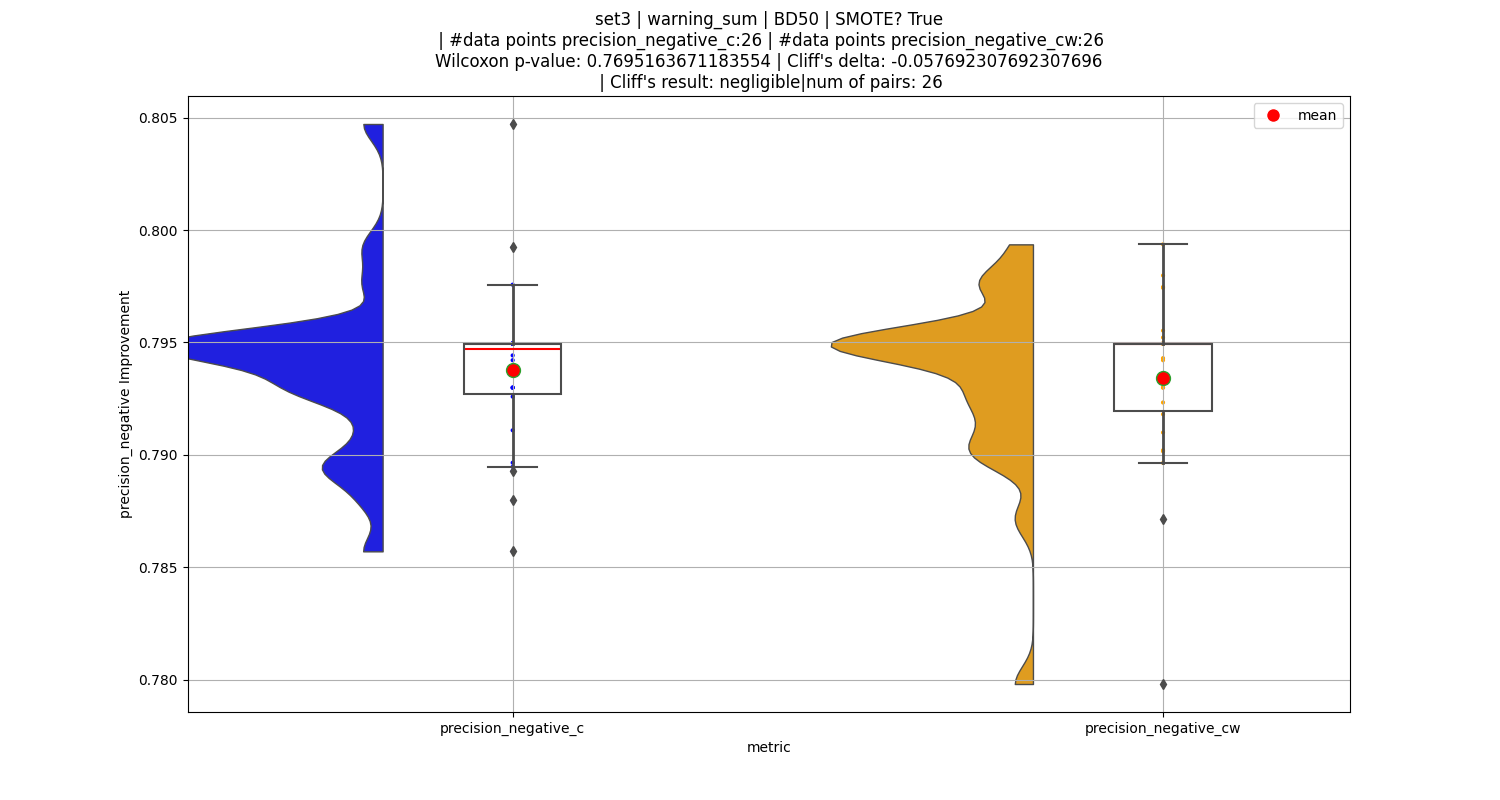 set3 | warning_sum | BD50 | SMOTE? True
| #data points precision_negative_c:26 | #data points precision_negative_cw:26
Wilcoxon p-value: 0.7695163671183554 | Cliff's delta: -0.057692307692307696
| Cliff's result: negligible|num of pairs: 26
mean
0.805
0.800
0.795
0.790
0.785
0.780
precision_negative Improvement
precision_negative_c
precision_negative_cw
metric